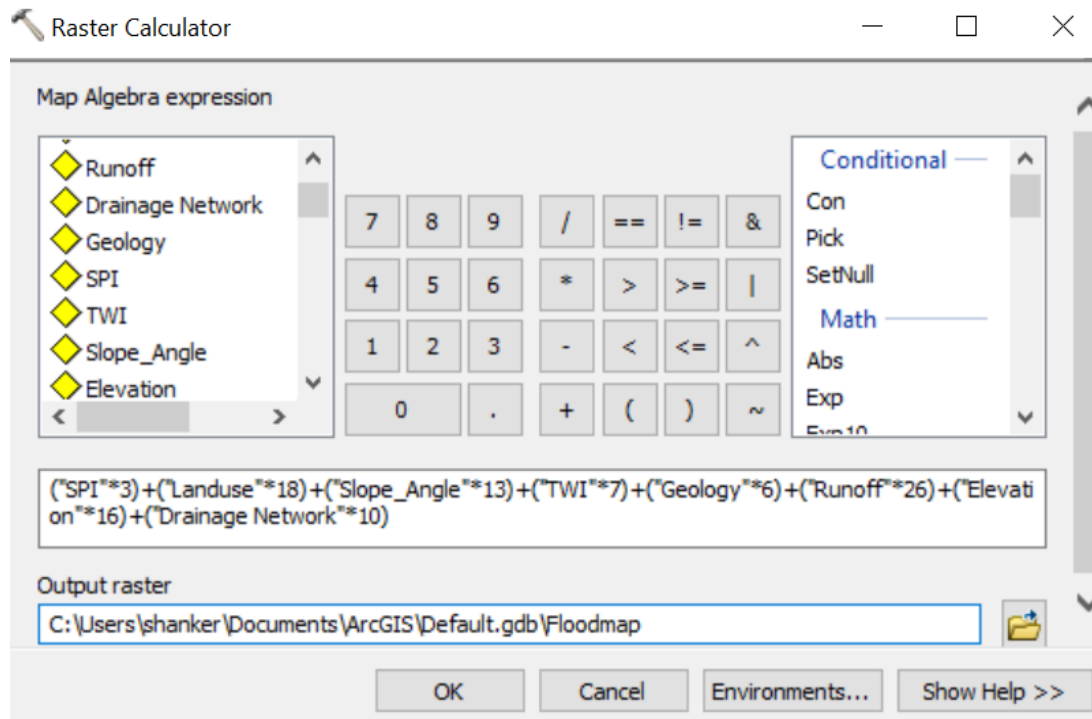 Raster Calculator
Map Algebra expression
Runoff
Drainage Network
Geology
SPI
TWI
Slope_Angle
Elevation
7 8 9 / == != &
4 5 6 * > >= |
1 2 3 - < <= ^
0 . + ( ) ~
Conditional
Con
Pick
SetNull
Math
Abs
Exp
Exp10
("SPI"*3)+("Landuse"*18)+("Slope_Angle"*13)+("TWI"*7)+("Geology"*6)+("Runoff"*26)+("Elevati
on"*16)+("Drainage Network"*10)
Output raster
C:\Users\shanker\Documents\ArcGIS\Default.gdb\Floodmap
OK Cancel Environments... Show Help >>